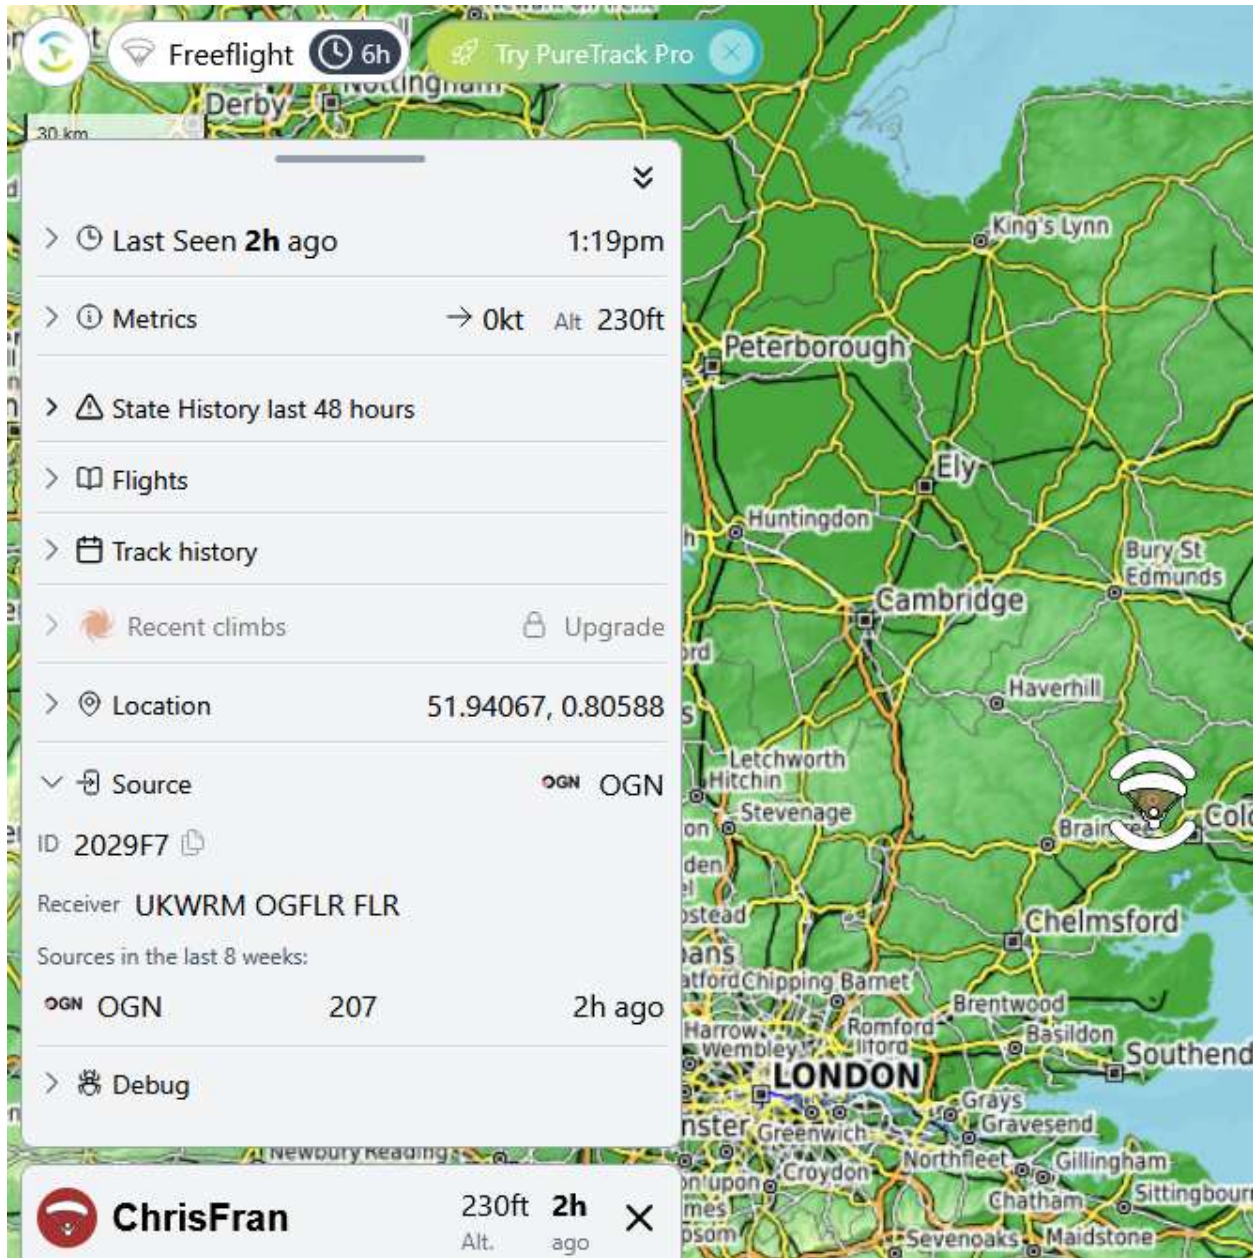 Freeflight 6h Try PureTrack Pro
Derby
Nottingham
30 km
Last Seen 2h ago 1:19pm
Metrics → 0kt Alt 230ft
State History last 48 hours
Flights
Track history
Recent climbs Upgrade
Location 51.94067, 0.80588
Source OGN OGN
ID 2029F7
Receiver UKWRM OGFLR FLR
Sources in the last 8 weeks:
OGN OGN 207 2h ago
Debug
King's Lynn
Peterborough
Ely
Huntingdon
Bury St
Edmunds
Cambridge
Haverhill
Letchworth
Hitchin
Stevenage
Chelmsford
Chipping Barnet
Brentwood
Harrow
Romford
Basildon
Wembley
Ilford
Southend
LONDON
Grays
Greenwich
Gravesend
Newbury Reading
Northfleet
Gillingham
Croydon
Chatham
Sittingbour
Sevenoaks
Maidstone
ChrisFran 230ft 2h
Alt. ago